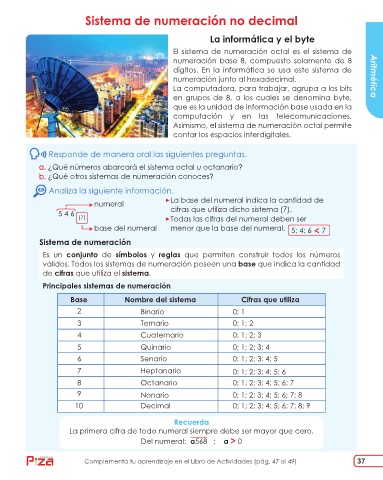 Sistema de numeración no decimal
La informática y el byte
El sistema de numeración octal es el sistema de
numeración base 8, compuesto solamente de 8
dígitos. En la informática se usa este sistema de
numeración junto al hexadecimal.
La computadora, para trabajar, agrupa a los bits
en grupos de 8, a los cuales se denomina byte,
que es la unidad de información base usada en la
computación y en las telecomunicaciones.
Asimismo, el sistema de numeración octal permite
contar los espacios interdigitales.
Aritmética
Responde de manera oral las siguientes preguntas.
a. ¿Qué números abarcará el sistema octal u octanario?
b. ¿Qué otros sistemas de numeración conoces?
Analiza la siguiente información.
numeral
5 4 6 (7)
base del numeral
La base del numeral indica la cantidad de
cifras que utiliza dicho sistema (7).
Todas las cifras del numeral deben ser
menor que la base del numeral. 5; 4; 6 < 7
Sistema de numeración
Es un conjunto de símbolos y reglas que permiten construir todos los números
válidos. Todos los sistemas de numeración poseen una base que indica la cantidad
de cifras que utiliza el sistema.
Principales sistemas de numeración
Base Nombre del sistema Cifras que utiliza
2 Binario 0; 1
3 Ternario 0; 1; 2
4 Cuaternario 0; 1; 2; 3
5 Quinario 0; 1; 2; 3; 4
6 Senario 0; 1; 2; 3; 4; 5
7 Heptanario 0; 1; 2; 3; 4; 5; 6
8 Octanario 0; 1; 2; 3; 4; 5; 6; 7
9 Nonario 0; 1; 2; 3; 4; 5; 6; 7; 8
10 Decimal 0; 1; 2; 3; 4; 5; 6; 7; 8; 9
Recuerda
La primera cifra de todo numeral siempre debe ser mayor que cero.
Del numeral: a568 ; a > 0
Complementa tu aprendizaje en el Libro de Actividades (pág. 47 al 49) 37